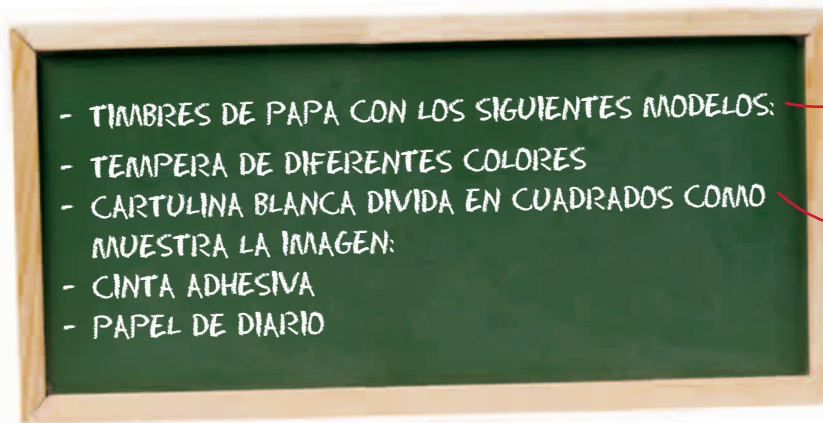 - TIMBRES DE PAPA CON LOS SIGUIENTES MODELOS:
- TEMPERA DE DIFERENTES COLORES
- CARTULINA BLANCA DIVIDA EN CUADRADOS COMO
MUESTRA LA IMAGEN:
- CINTA ADHESIVA
- PAPEL DE DIARIO